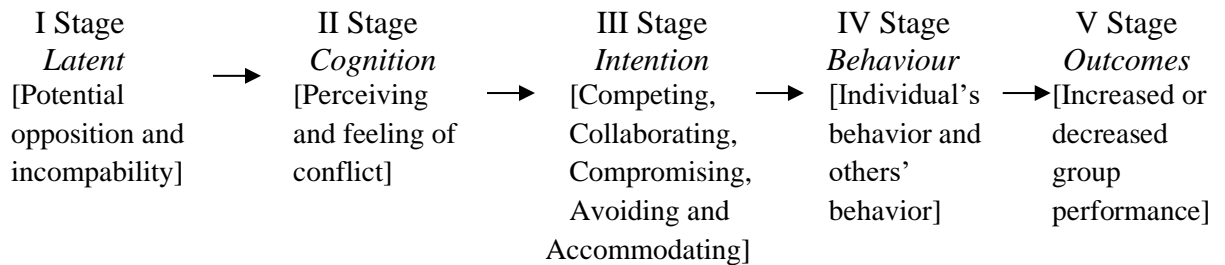 I Stage
Latent
[Potential
opposition and
incompability]
II Stage
Cognition
[Perceiving
and feeling of
conflict]
III Stage
Intention
[Competing,
Collaborating,
Compromising,
Avoiding and
Accommodating]
IV Stage
Behaviour
[Individual's
behavior and
others'
behavior]
V Stage
Outcomes
[Increased or
decreased
group
performance]